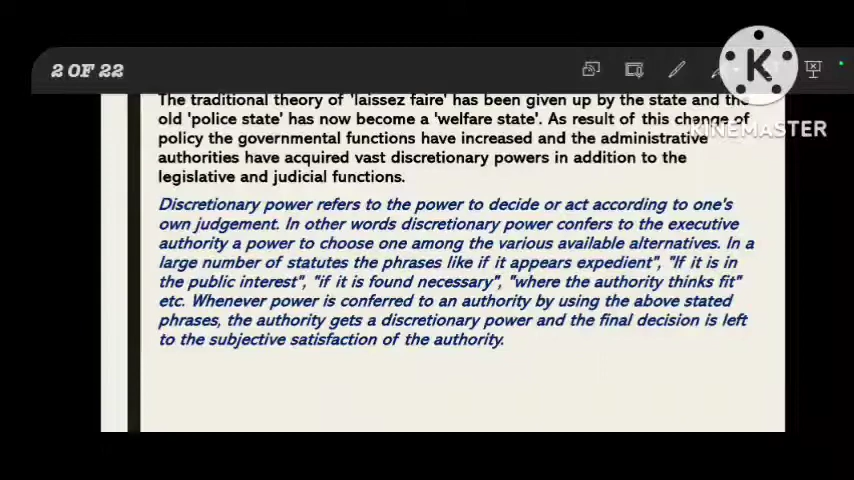 2 OF 22
The traditional theory of 'laissez faire' has been given up by the state and the
old 'police state' has now become a 'welfare state'. As result of this change of
policy the governmental functions have increased and the administrative
authorities have acquired vast discretionary powers in addition to the
legislative and judicial functions.
Discretionary power refers to the power to decide or act according to one's
own judgement. In other words discretionary power confers to the executive
authority a power to choose one among the various available alternatives. In a
large number of statutes the phrases like if it appears expedient", "If it is in
the public interest", "if it is found necessary", "where the authority thinks fit"
etc. Whenever power is conferred to an authority by using the above stated
phrases, the authority gets a discretionary power and the final decision is left
to the subjective satisfaction of the authority.
K
KINEMASTER